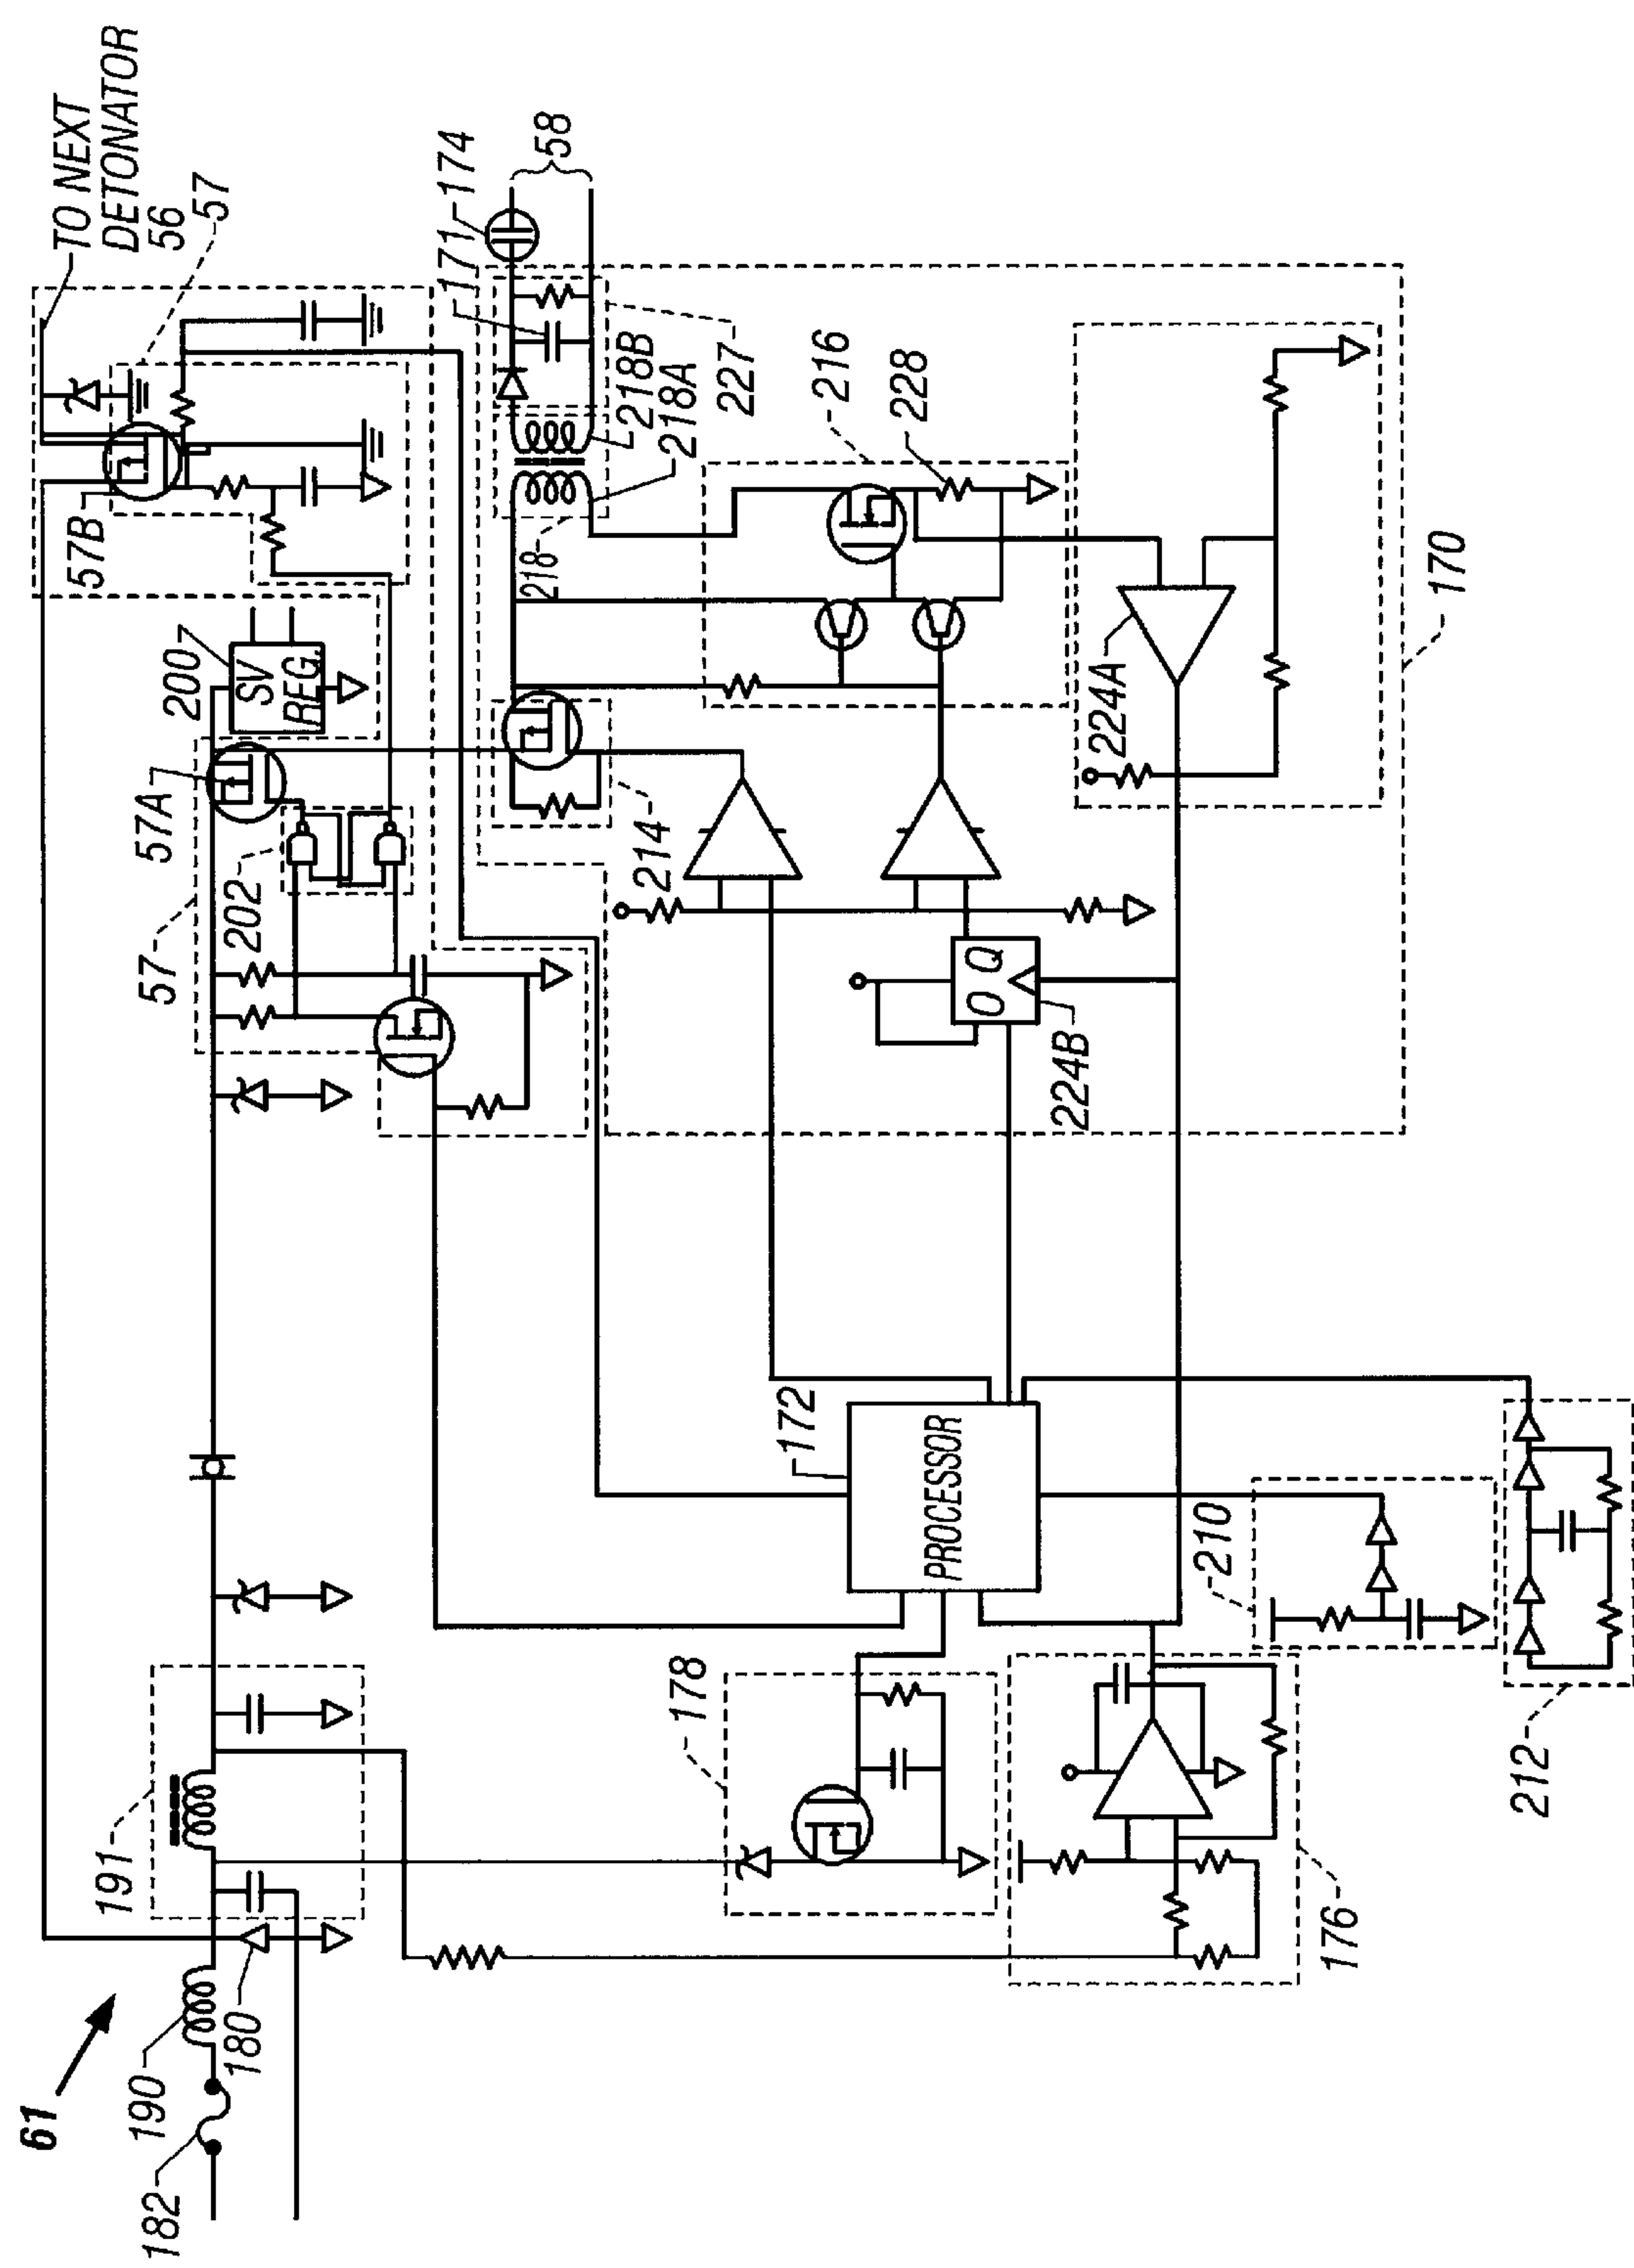 TO NEXT
DETONATOR
56
57
57B
200
SV
REG.
57A
57
202
171
174
58
218B
218A
218
227
216
228
214
224A
170
O Q
224B
172
PROCESSOR
191
61
190
182
180
178
176
210
212